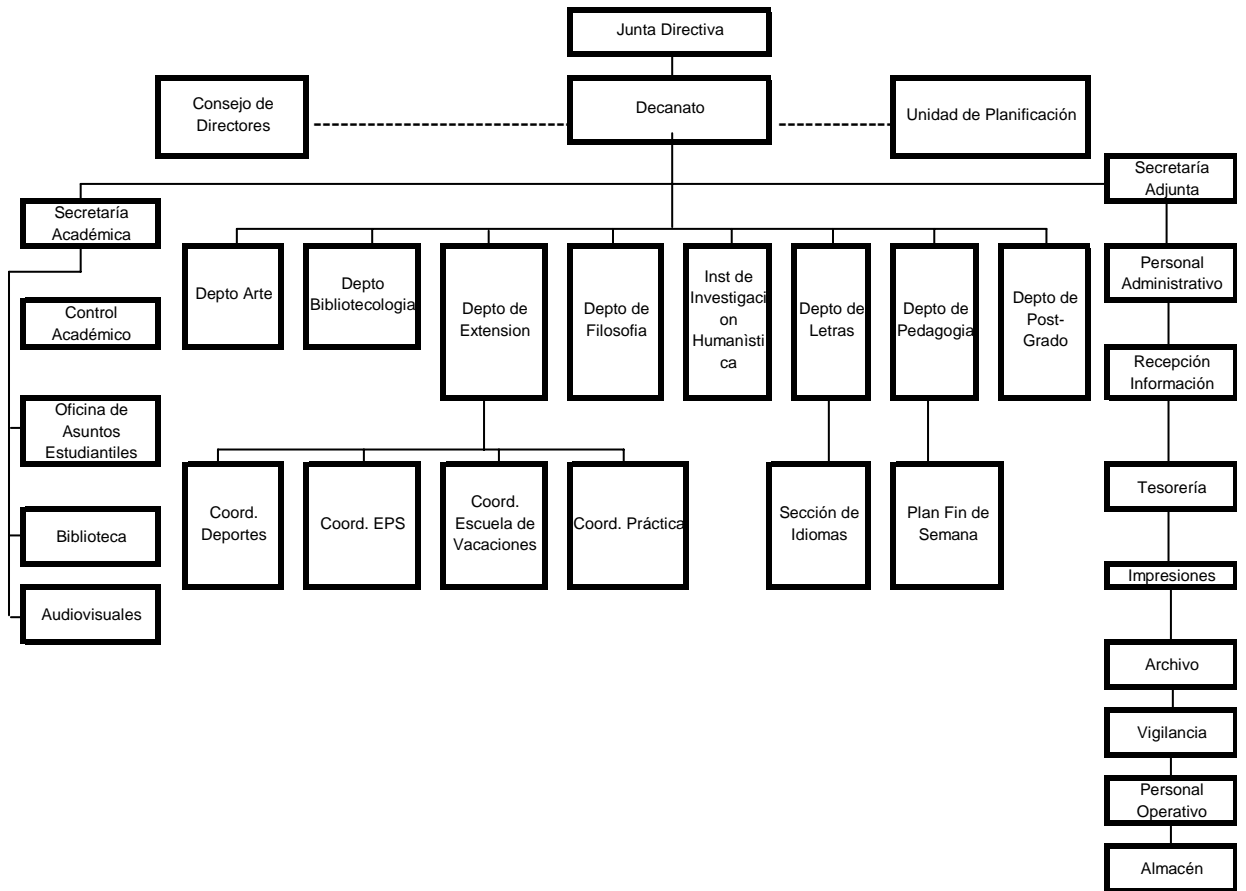 Junta Directiva
Consejo de
Directores
Decanato
Unidad de Planificación
Secretaría
Adjunta
Secretaría
Académica
Depto Arte
Depto
Bibliotecologia
Depto de
Extension
Depto de
Filosofia
Inst de
Investigaci
on
Humanìsti
ca
Depto de
Letras
Depto de
Pedagogia
Depto de
Post-
Grado
Personal
Administrativo
Control
Académico
Recepción
Información
Oficina de
Asuntos
Estudiantiles
Coord.
Deportes
Coord. EPS
Coord.
Escuela de
Vacaciones
Coord. Práctica
Sección de
Idiomas
Plan Fin de
Semana
Tesorería
Biblioteca
Impresiones
Audiovisuales
Archivo
Vigilancia
Personal
Operativo
Almacén